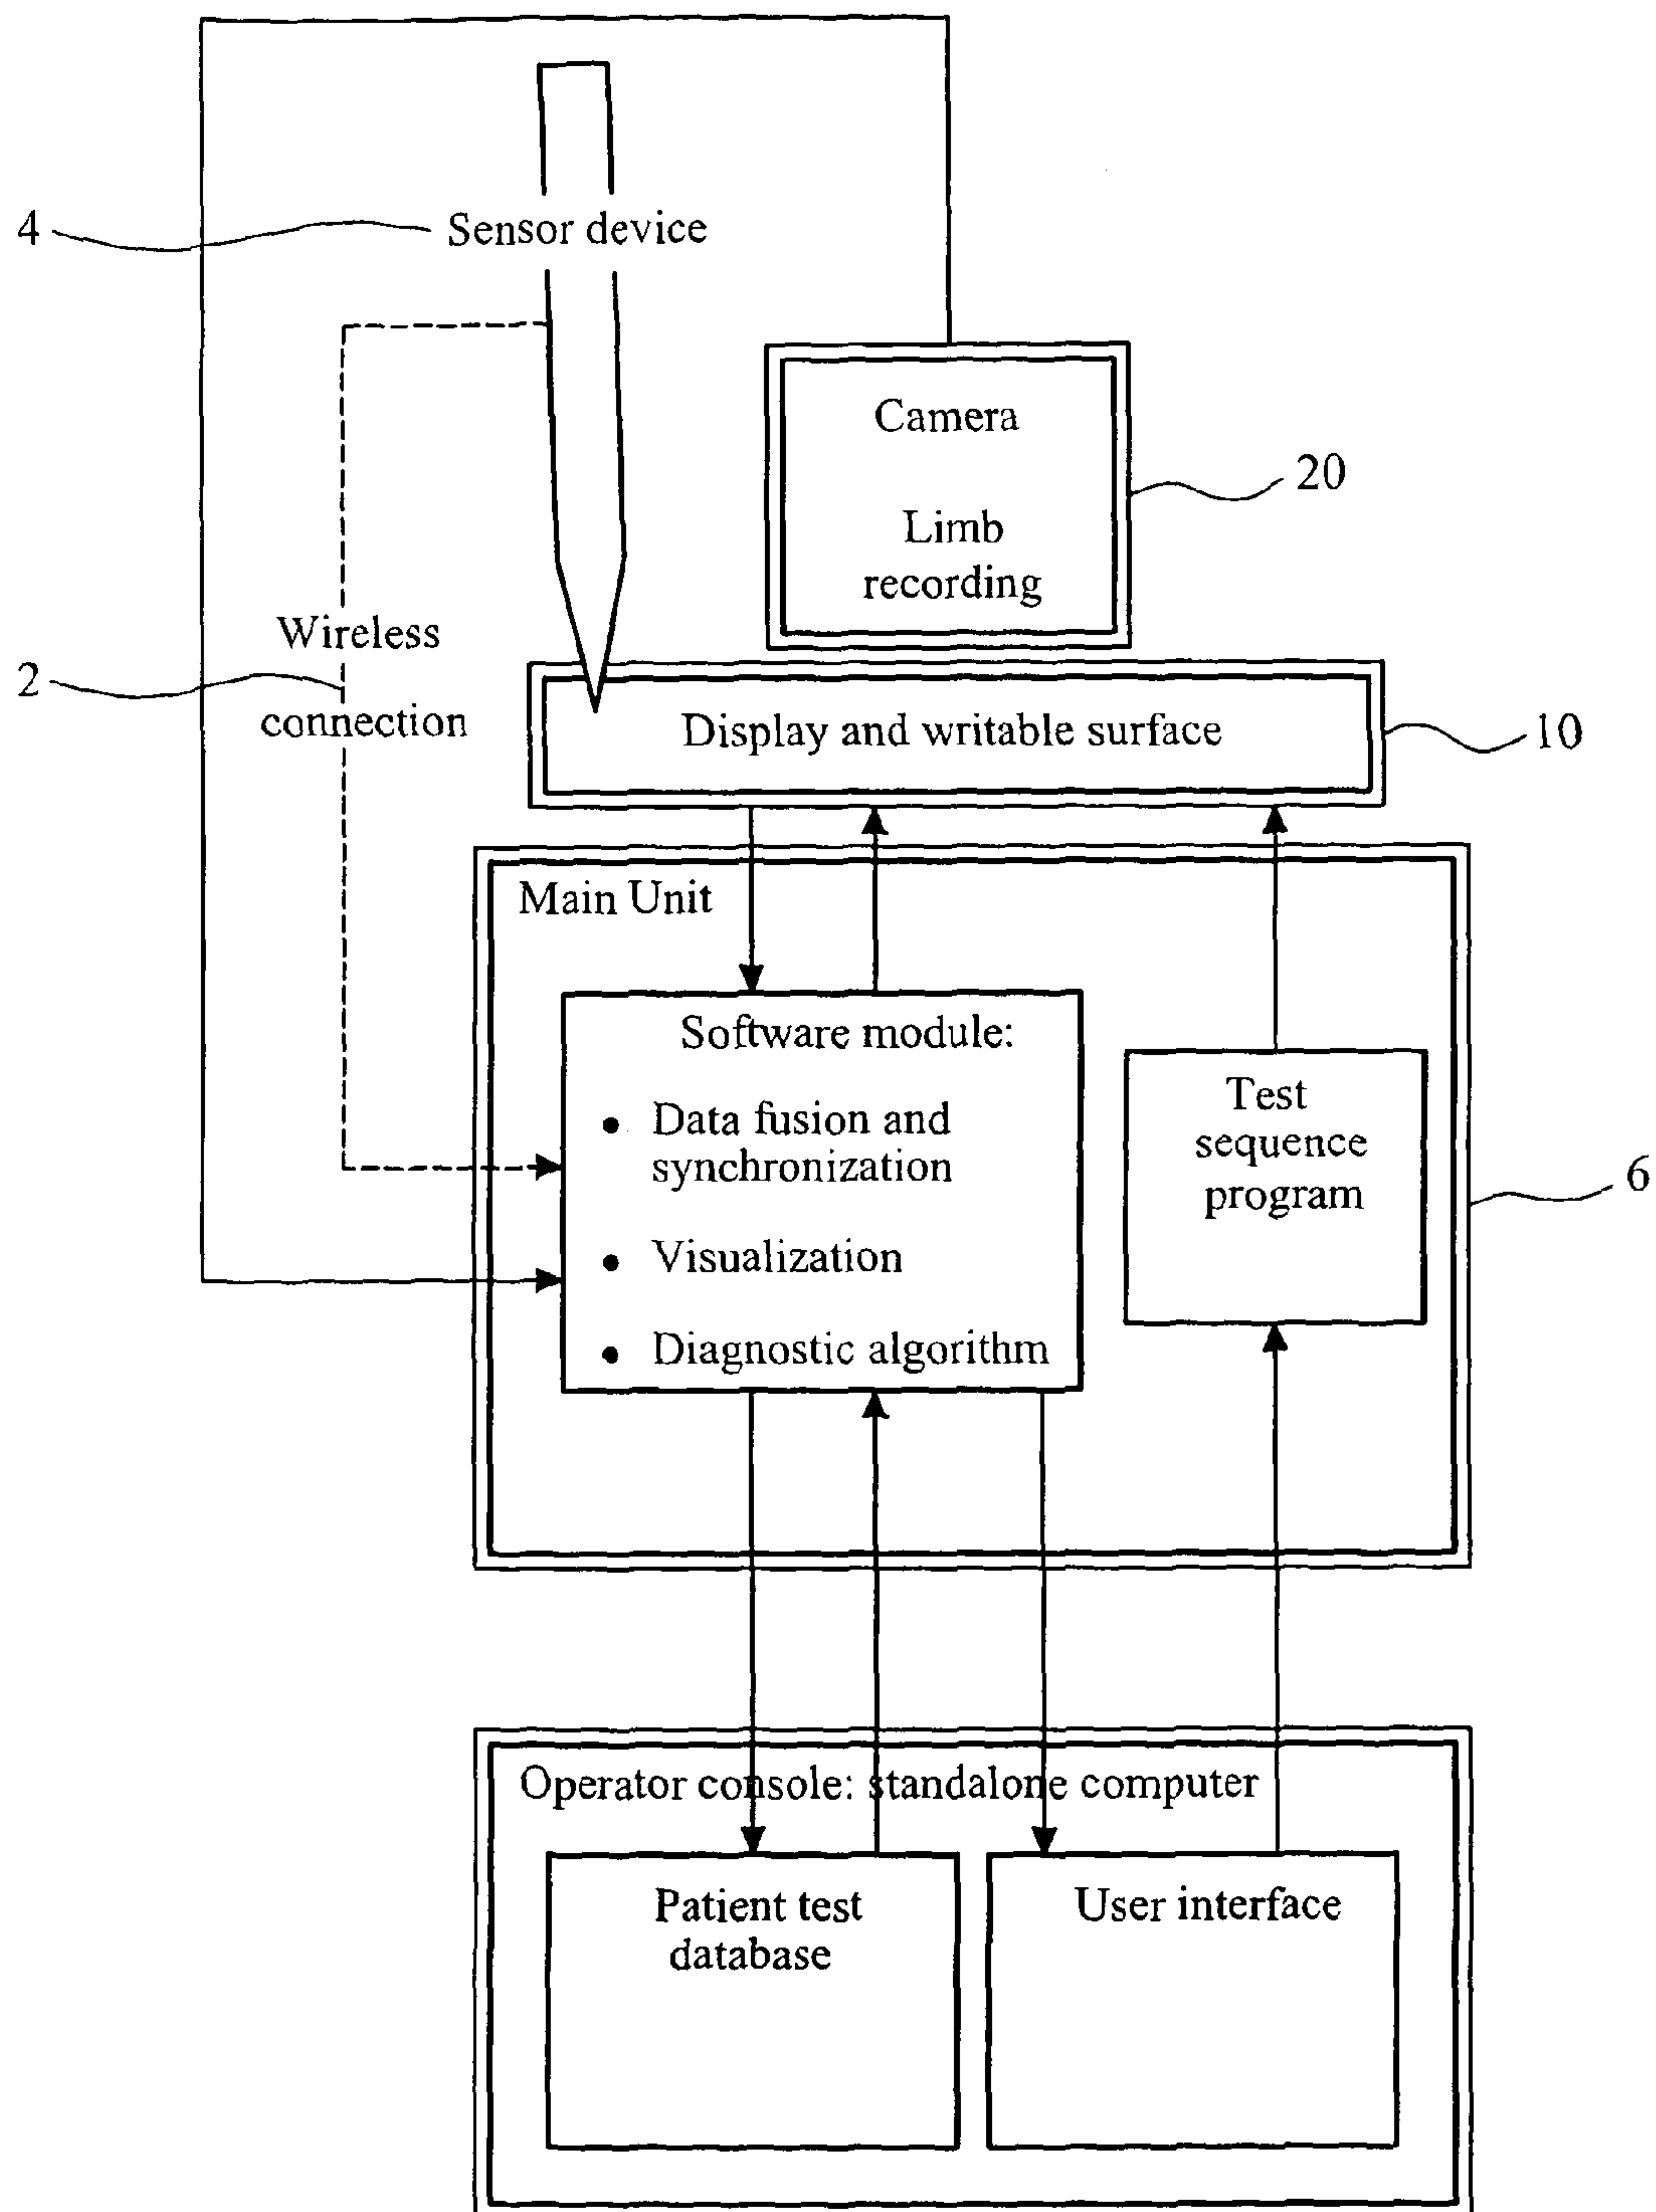 4
Sensor device
Camera
Limb
recording
20
Wireless
2
connection
Display and writable surface
10
Main Unit
Software module:
• Data fusion and
synchronization
• Visualization
• Diagnostic algorithm
Test
sequence
program
6
Operator console: standalone computer
Patient test
database
User interface